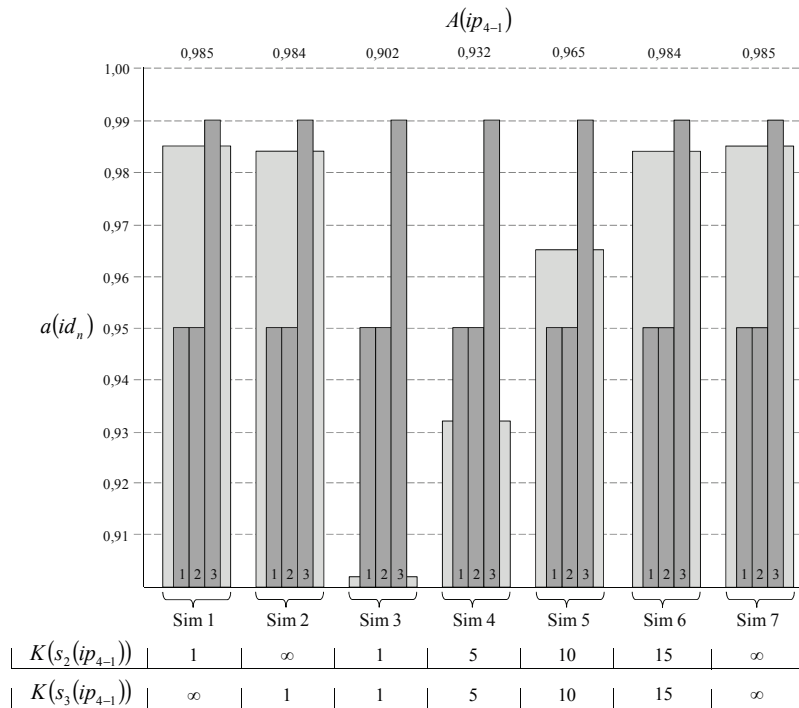 A(ip₄₋₁)
0,985 0,984 0,902 0,932 0,965 0,984 0,985
1,00
0,99
0,98
0,97
0,96
a(idₙ)
0,95
0,94
0,93
0,92
0,91
1 2 3 1 2 3 1 2 3 1 2 3 1 2 3 1 2 3 1 2 3
Sim 1 Sim 2 Sim 3 Sim 4 Sim 5 Sim 6 Sim 7
K(s₂(ip₄₋₁)) 1 ∞ 1 5 10 15 ∞
K(s₃(ip₄₋₁)) ∞ 1 1 5 10 15 ∞